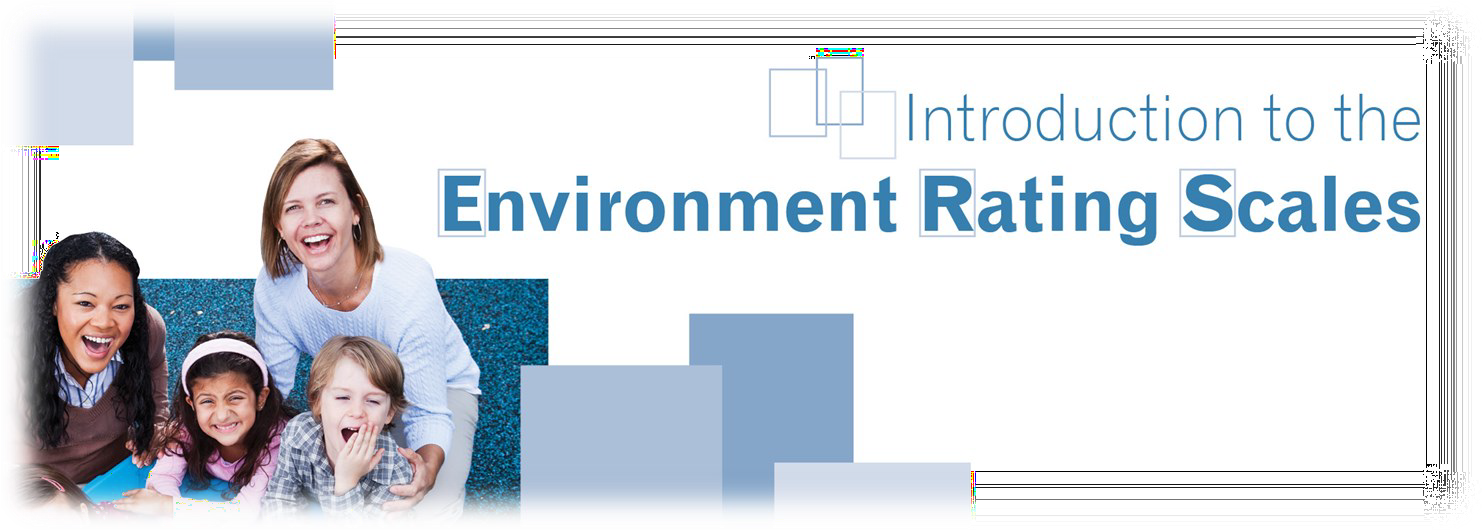 Introduction to the
Environment Rating Scales